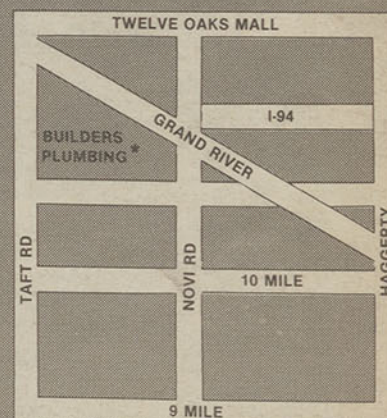 TWELVE OAKS MALL
I-94
GRAND RIVER
BUILDERS
PLUMBING*
TAFT RD
NOVI RD
10 MILE
HAGGERTY
9 MILE